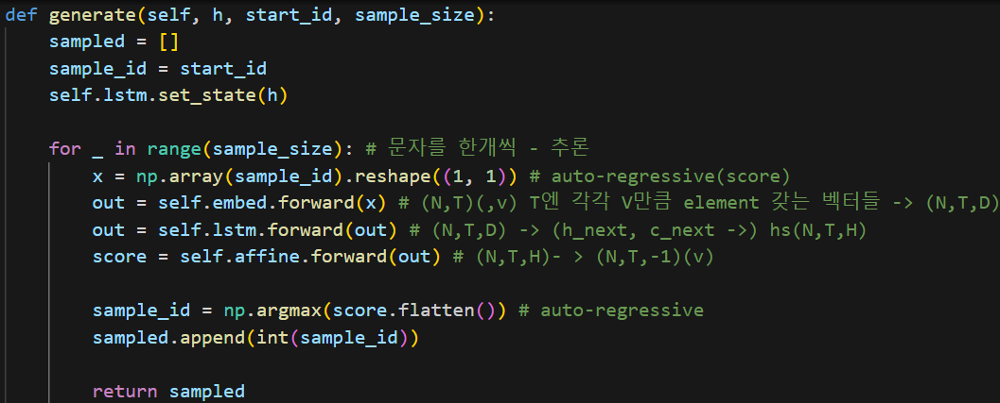 def generate(self, h, start_id, sample_size):
    sampled = []
    sample_id = start_id
    self.lstm.set_state(h)

    for _ in range(sample_size): # 문자를 한개씩 - 추론
        x = np.array(sample_id).reshape((1, 1)) # auto-regressive(score)
        out = self.embed.forward(x) # (N,T)(,v) T엔 각각 V만큼 element 갖는 벡터들 -> (N,T,D)
        out = self.lstm.forward(out) # (N,T,D) -> (h_next, c_next ->) hs(N,T,H)
        score = self.affine.forward(out) # (N,T,H)- > (N,T,-1)(v)

        sample_id = np.argmax(score.flatten()) # auto-regressive
        sampled.append(int(sample_id))

        return sampled